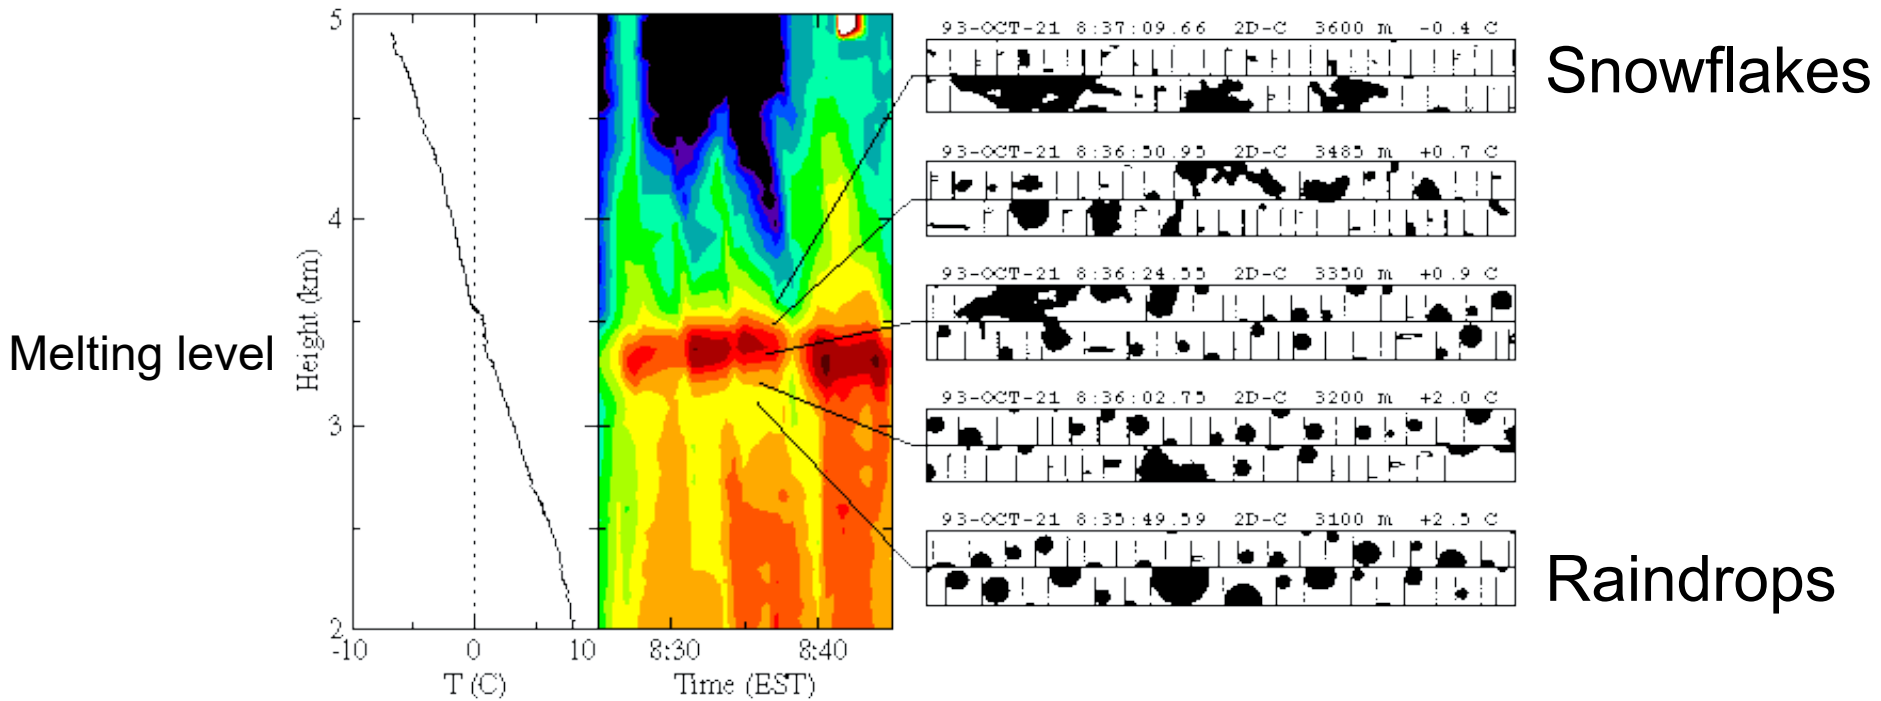 Melting level
Height (km)
5
4
3
2
-10 0 10
T (C)
8:30 8:40
Time (EST)
93-OCT-21 8:37:09.66 2D-C 3600 m -0.4 C
93-OCT-21 8:36:50.95 2D-C 3485 m +0.7 C
93-OCT-21 8:36:24.55 2D-C 3350 m +0.9 C
93-OCT-21 8:36:02.75 2D-C 3200 m +2.0 C
93-OCT-21 8:35:49.59 2D-C 3100 m +2.5 C
Snowflakes
Raindrops